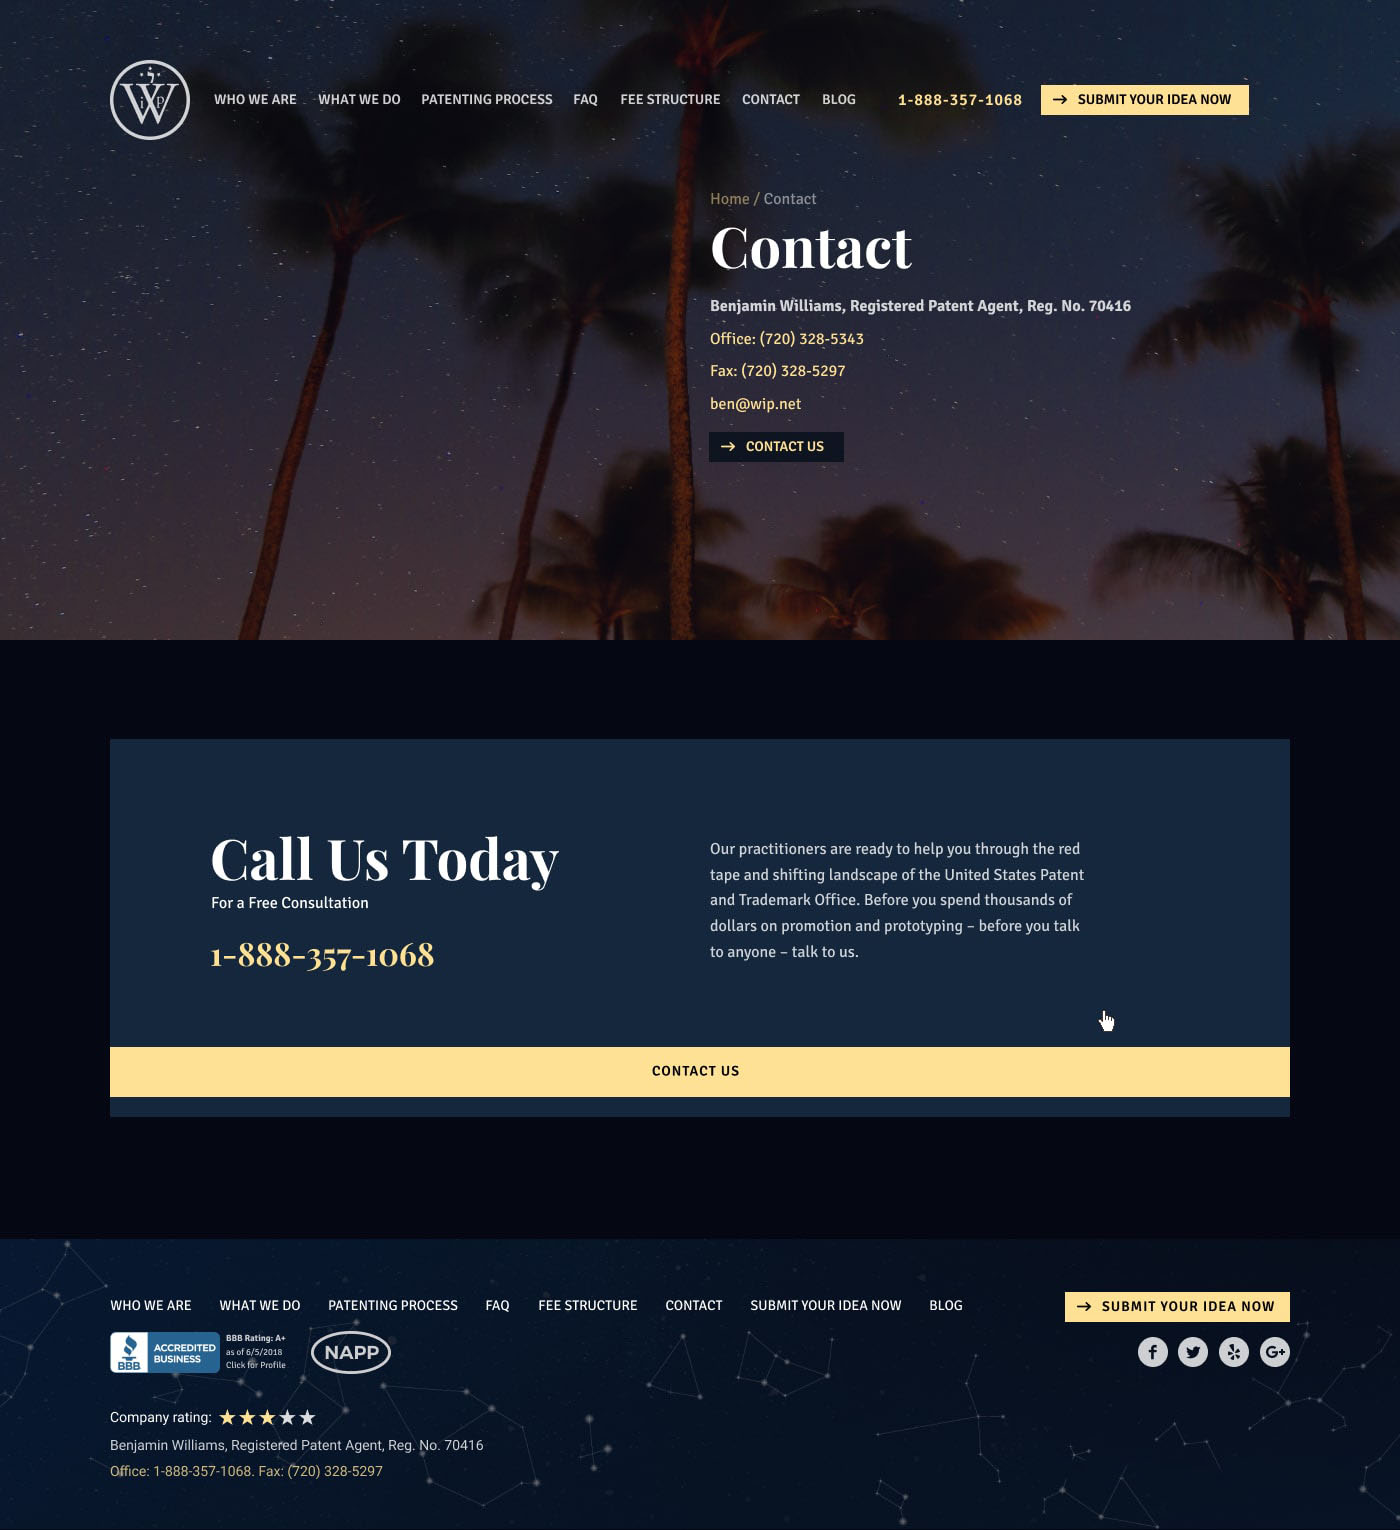 Wip
WHO WE ARE WHAT WE DO PATENTING PROCESS FAQ FEE STRUCTURE CONTACT BLOG 1-888-357-1068 → SUBMIT YOUR IDEA NOW
Home / Contact
Contact
Benjamin Williams, Registered Patent Agent, Reg. No. 70416
Office: (720) 328-5343
Fax: (720) 328-5297
ben@wip.net
→ CONTACT US
Call Us Today
For a Free Consultation
1-888-357-1068
Our practitioners are ready to help you through the red
tape and shifting landscape of the United States Patent
and Trademark Office. Before you spend thousands of
dollars on promotion and prototyping – before you talk
to anyone – talk to us.
CONTACT US
WHO WE ARE WHAT WE DO PATENTING PROCESS FAQ FEE STRUCTURE CONTACT SUBMIT YOUR IDEA NOW BLOG → SUBMIT YOUR IDEA NOW
BBB
ACCREDITED
BUSINESS
BBB Rating: A+
as of 6/5/2018
Click for Profile
NAPP
f G+
Company rating: ★★★★★
Benjamin Williams, Registered Patent Agent, Reg. No. 70416
Office: 1-888-357-1068. Fax: (720) 328-5297